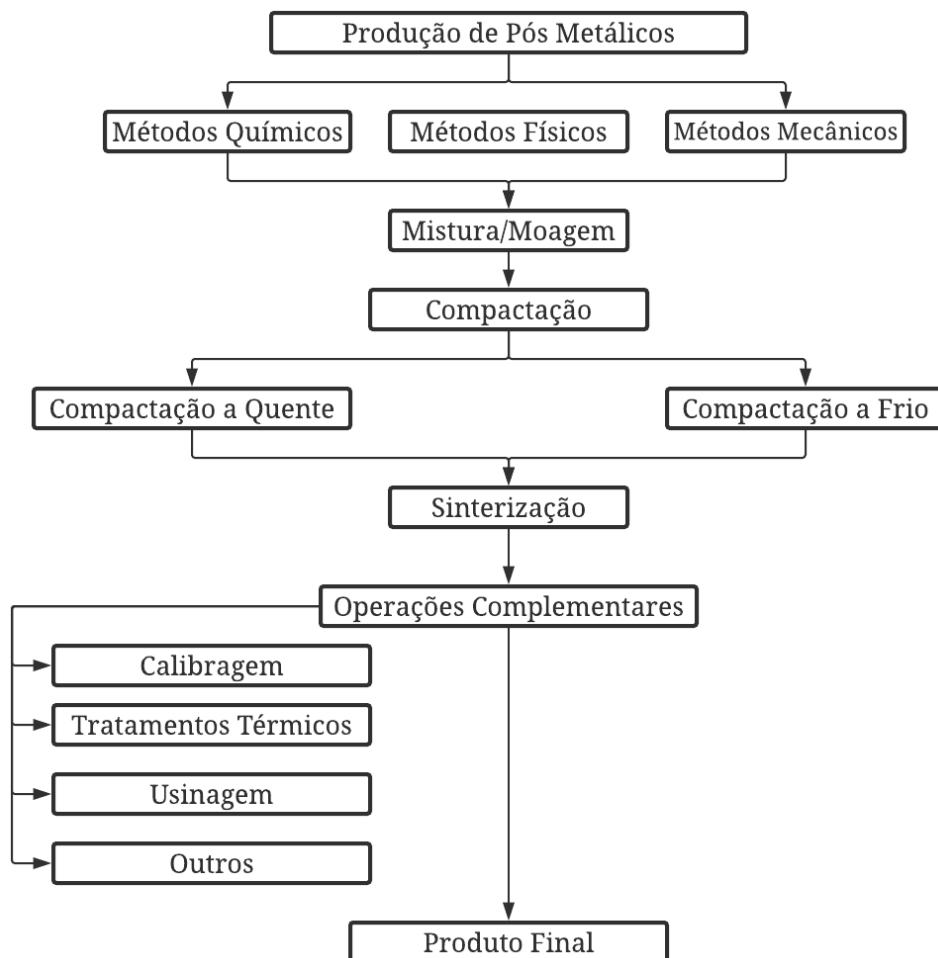 Produção de Pós Metálicos
Métodos Químicos
Métodos Físicos
Métodos Mecânicos
Mistura/Moagem
Compactação
Compactação a Quente
Compactação a Frio
Sinterização
Operações Complementares
Calibragem
Tratamentos Térmicos
Usinagem
Outros
Produto Final